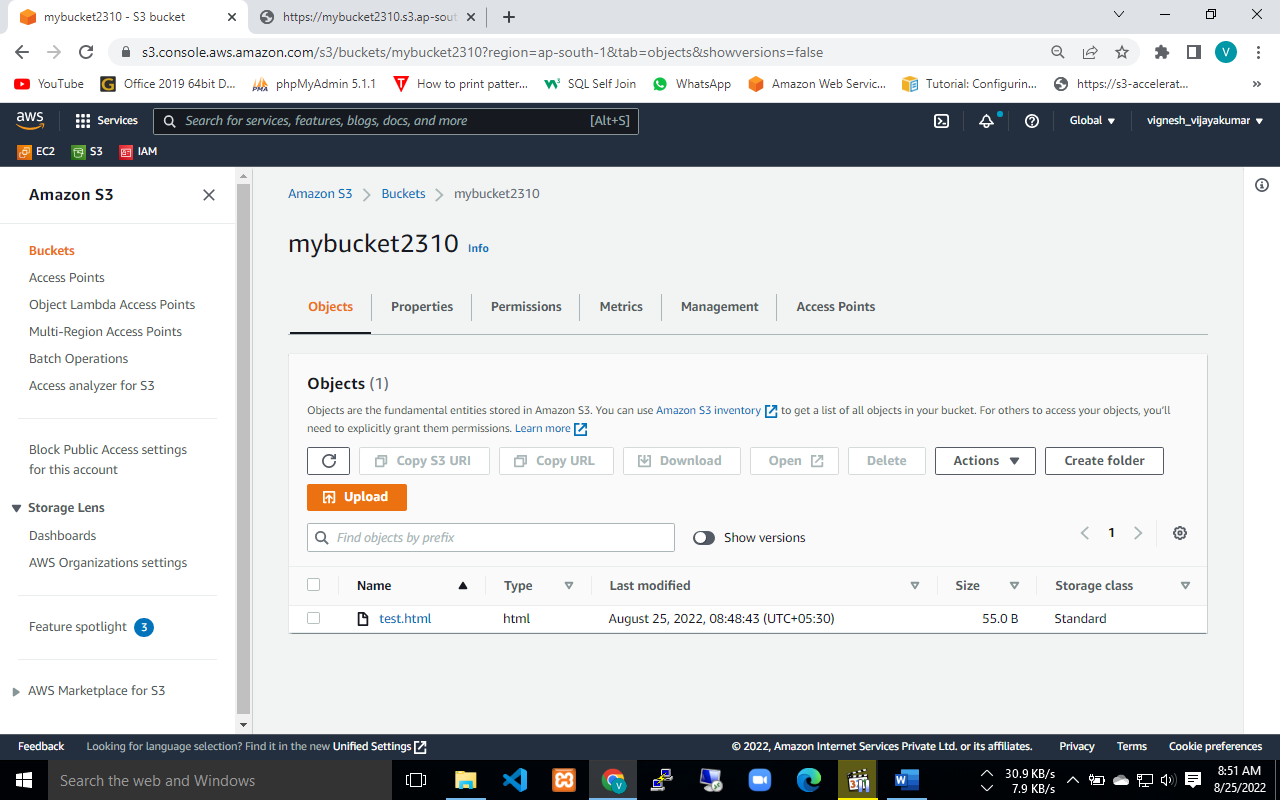 mybucket2310 - S3 bucket
https://mybucket2310.s3.ap-sout
s3.console.aws.amazon.com/s3/buckets/mybucket2310?region=ap-south-1&tab=objects&showversions=false
V
YouTube
Office 2019 64bit D...
phpMyAdmin 5.1.1
How to print patter...
SQL Self Join
WhatsApp
Amazon Web Servic...
Tutorial: Configurin...
https://s3-accelerat...
»
aws
Services
Search for services, features, blogs, docs, and more
[Alt+S]
Global
vignesh_vijayakumar
EC2
S3
IAM
Amazon S3
Buckets
Access Points
Object Lambda Access Points
Multi-Region Access Points
Batch Operations
Access analyzer for S3
Block Public Access settings
for this account
Storage Lens
Dashboards
AWS Organizations settings
Feature spotlight 3
AWS Marketplace for S3
Amazon S3
Buckets
mybucket2310
mybucket2310 Info
Objects
Properties
Permissions
Metrics
Management
Access Points
Objects (1)
Objects are the fundamental entities stored in Amazon S3. You can use Amazon S3 inventory to get a list of all objects in your bucket. For others to access your objects, you'll
need to explicitly grant them permissions. Learn more
Copy S3 URI
Copy URL
Download
Open
Delete
Actions
Create folder
Upload
Find objects by prefix
Show versions
1
Name
Type
Last modified
Size
Storage class
test.html
html
August 25, 2022, 08:48:43 (UTC+05:30)
55.0 B
Standard
Feedback
Looking for language selection? Find it in the new Unified Settings
© 2022, Amazon Internet Services Private Ltd. or its affiliates.
Privacy
Terms
Cookie preferences
Search the web and Windows
30.9 KB/s
7.9 KB/s
8:51 AM
8/25/2022